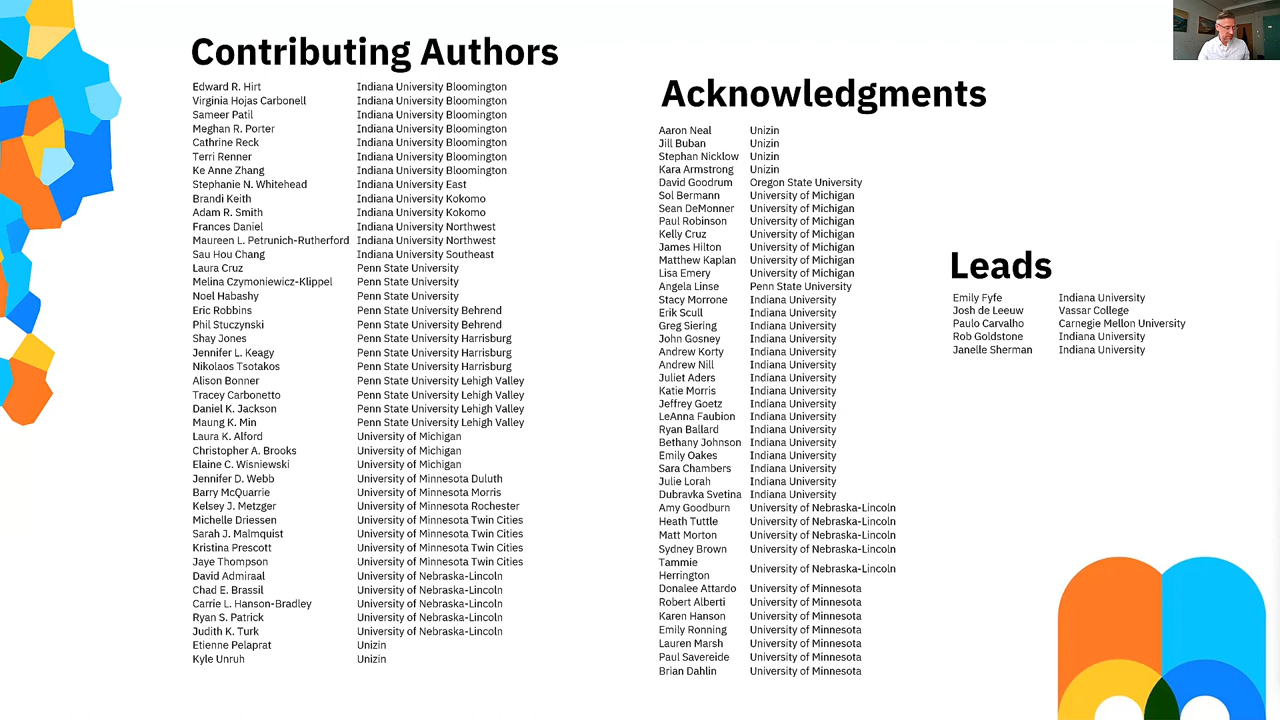 Contributing Authors
Edward R. Hirt Indiana University Bloomington
Virginia Hojas Carbonell Indiana University Bloomington
Sameer Patil Indiana University Bloomington
Meghan R. Porter Indiana University Bloomington
Cathrine Reck Indiana University Bloomington
Terri Renner Indiana University Bloomington
Ke Anne Zhang Indiana University Bloomington
Stephanie N. Whitehead Indiana University East
Brandi Keith Indiana University Kokomo
Adam R. Smith Indiana University Kokomo
Frances Daniel Indiana University Northwest
Maureen L. Petrunich-Rutherford Indiana University Northwest
Sau Hou Chang Indiana University Southeast
Laura Cruz Penn State University
Melina Czymoniewicz-Klippel Penn State University
Noel Habashy Penn State University
Eric Robbins Penn State University Behrend
Phil Stuczynski Penn State University Behrend
Shay Jones Penn State University Harrisburg
Jennifer L. Keagy Penn State University Harrisburg
Nikolaos Tsotakos Penn State University Harrisburg
Alison Bonner Penn State University Lehigh Valley
Tracey Carbonetto Penn State University Lehigh Valley
Daniel K. Jackson Penn State University Lehigh Valley
Maung K. Min Penn State University Lehigh Valley
Laura K. Alford University of Michigan
Christopher A. Brooks University of Michigan
Elaine C. Wisniewski University of Michigan
Jennifer D. Webb University of Minnesota Duluth
Barry McQuarrie University of Minnesota Morris
Kelsey J. Metzger University of Minnesota Rochester
Michelle Driessen University of Minnesota Twin Cities
Sarah J. Malmquist University of Minnesota Twin Cities
Kristina Prescott University of Minnesota Twin Cities
Jaye Thompson University of Minnesota Twin Cities
David Admiraal University of Nebraska-Lincoln
Chad E. Brassil University of Nebraska-Lincoln
Carrie L. Hanson-Bradley University of Nebraska-Lincoln
Ryan S. Patrick University of Nebraska-Lincoln
Judith K. Turk University of Nebraska-Lincoln
Etienne Pelaprat Unizin
Kyle Unruh Unizin
Acknowledgments
Aaron Neal Unizin
Jill Buban Unizin
Stephan Nicklow Unizin
Kara Armstrong Unizin
David Goodrum Oregon State University
Sol Bermann University of Michigan
Sean DeMonner University of Michigan
Paul Robinson University of Michigan
Kelly Cruz University of Michigan
James Hilton University of Michigan
Matthew Kaplan University of Michigan
Lisa Emery University of Michigan
Angela Linse Penn State University
Stacy Morrone Indiana University
Erik Scull Indiana University
Greg Siering Indiana University
John Gosney Indiana University
Andrew Korty Indiana University
Andrew Nill Indiana University
Juliet Aders Indiana University
Katie Morris Indiana University
Jeffrey Goetz Indiana University
LeAnna Faubion Indiana University
Ryan Ballard Indiana University
Bethany Johnson Indiana University
Emily Oakes Indiana University
Sara Chambers Indiana University
Julie Lorah Indiana University
Dubravka Svetina Indiana University
Amy Goodburn University of Nebraska-Lincoln
Heath Tuttle University of Nebraska-Lincoln
Matt Morton University of Nebraska-Lincoln
Sydney Brown University of Nebraska-Lincoln
Tammie
Herrington University of Nebraska-Lincoln
Donalee Attardo University of Minnesota
Robert Alberti University of Minnesota
Karen Hanson University of Minnesota
Emily Ronning University of Minnesota
Lauren Marsh University of Minnesota
Paul Savereide University of Minnesota
Brian Dahlin University of Minnesota
Leads
Emily Fyfe Indiana University
Josh de Leeuw Vassar College
Paulo Carvalho Carnegie Mellon University
Rob Goldstone Indiana University
Janelle Sherman Indiana University